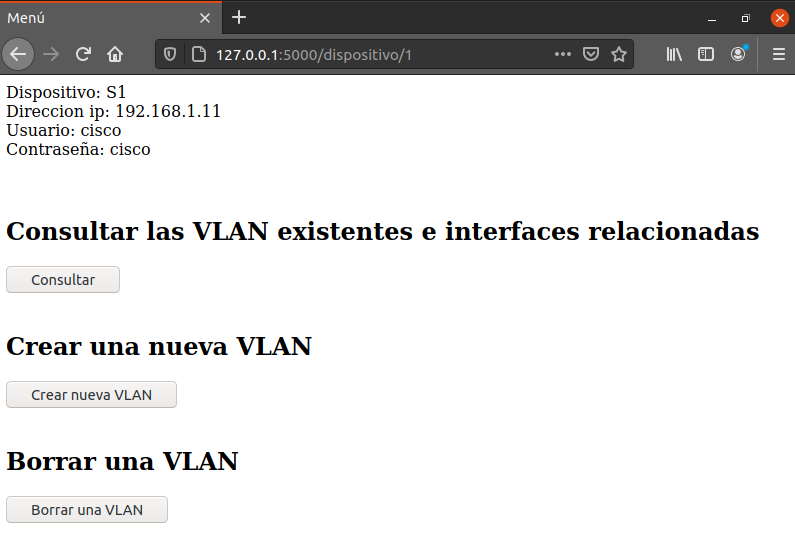 Menú
127.0.0.1:5000/dispositivo/1
Dispositivo: S1
Direccion ip: 192.168.1.11
Usuario: cisco
Contraseña: cisco
Consultar las VLAN existentes e interfaces relacionadas
Consultar
Crear una nueva VLAN
Crear nueva VLAN
Borrar una VLAN
Borrar una VLAN